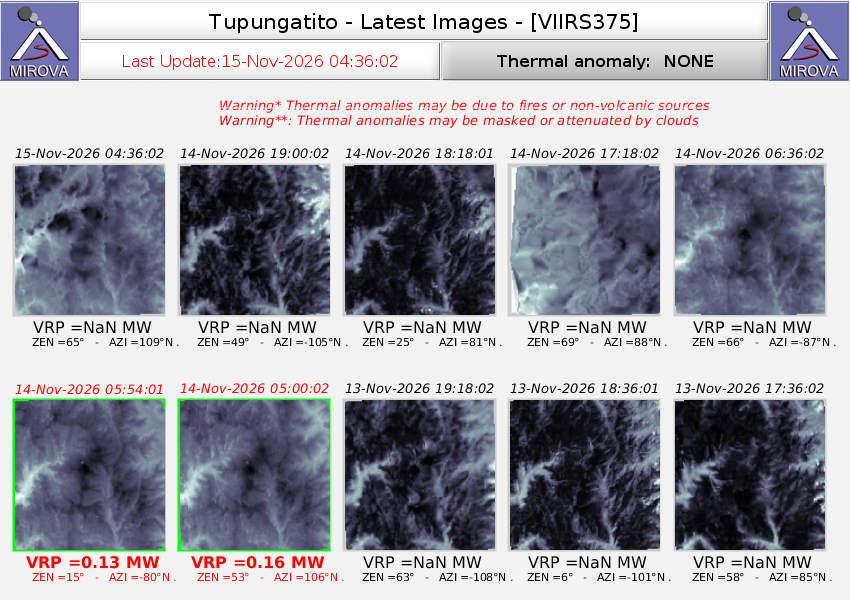 Tupungatito - Latest Images - [VIIRS375]
MIROVA
Last Update:15-Nov-2026 04:36:02
Thermal anomaly: NONE
MIROVA
Warning* Thermal anomalies may be due to fires or non-volcanic sources
Warning**: Thermal anomalies may be masked or attenuated by clouds
15-Nov-2026 04:36:02
14-Nov-2026 19:00:02
14-Nov-2026 18:18:01
14-Nov-2026 17:18:02
14-Nov-2026 06:36:02
VRP =NaN MW
VRP =NaN MW
VRP =NaN MW
VRP =NaN MW
VRP =NaN MW
ZEN =65° - AZI =109°N .
ZEN =49° - AZI =-105°N .
ZEN =25° - AZI =81°N .
ZEN =69° - AZI =88°N .
ZEN =66° - AZI =-87°N .
14-Nov-2026 05:54:01
14-Nov-2026 05:00:02
13-Nov-2026 19:18:02
13-Nov-2026 18:36:01
13-Nov-2026 17:36:02
VRP =0.13 MW
VRP =0.16 MW
VRP =NaN MW
VRP =NaN MW
VRP =NaN MW
ZEN =15° - AZI =-80°N .
ZEN =53° - AZI =106°N .
ZEN =63° - AZI =-108°N .
ZEN =6° - AZI =-101°N .
ZEN =58° - AZI =85°N .